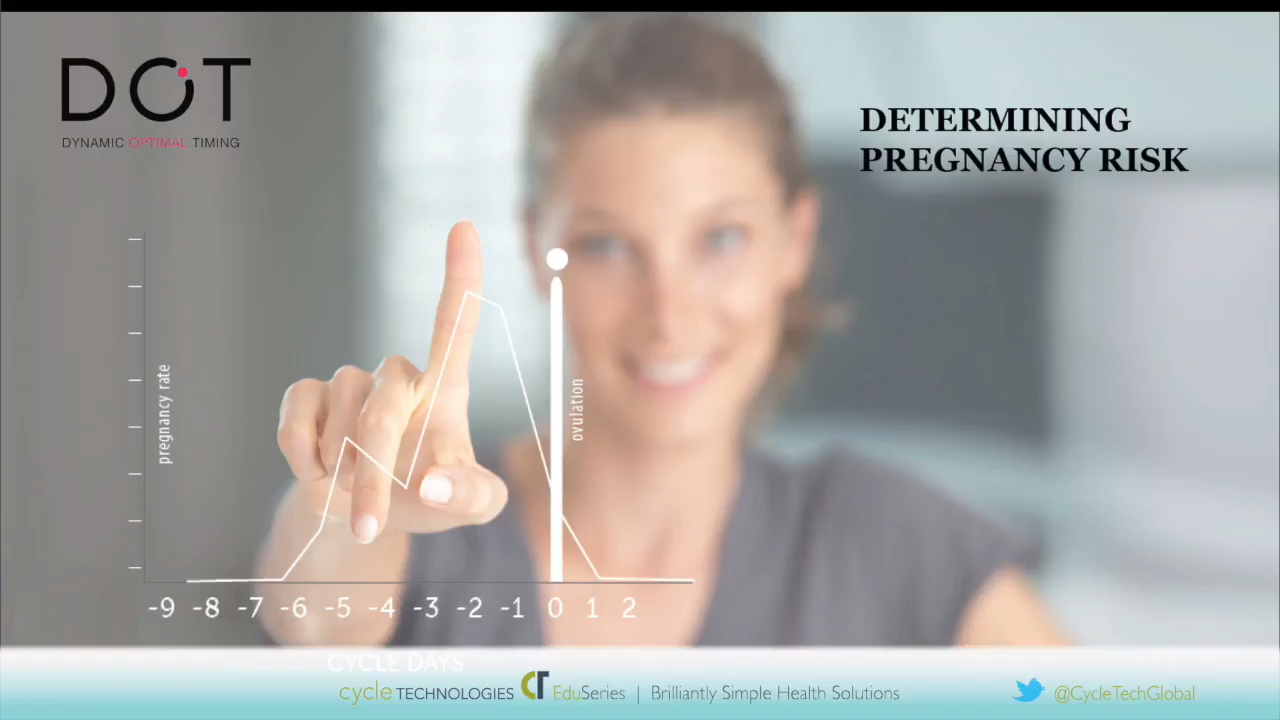 DOT
DYNAMIC OPTIMAL TIMING
DETERMINING
PREGNANCY RISK
pregnancy rate
ovulation
-9 -8 -7 -6 -5 -4 -3 -2 -1 0 1 2
CYCLE DAYS
cycle TECHNOLOGIES CT EduSeries | Brilliantly Simple Health Solutions
@CycleTechGlobal